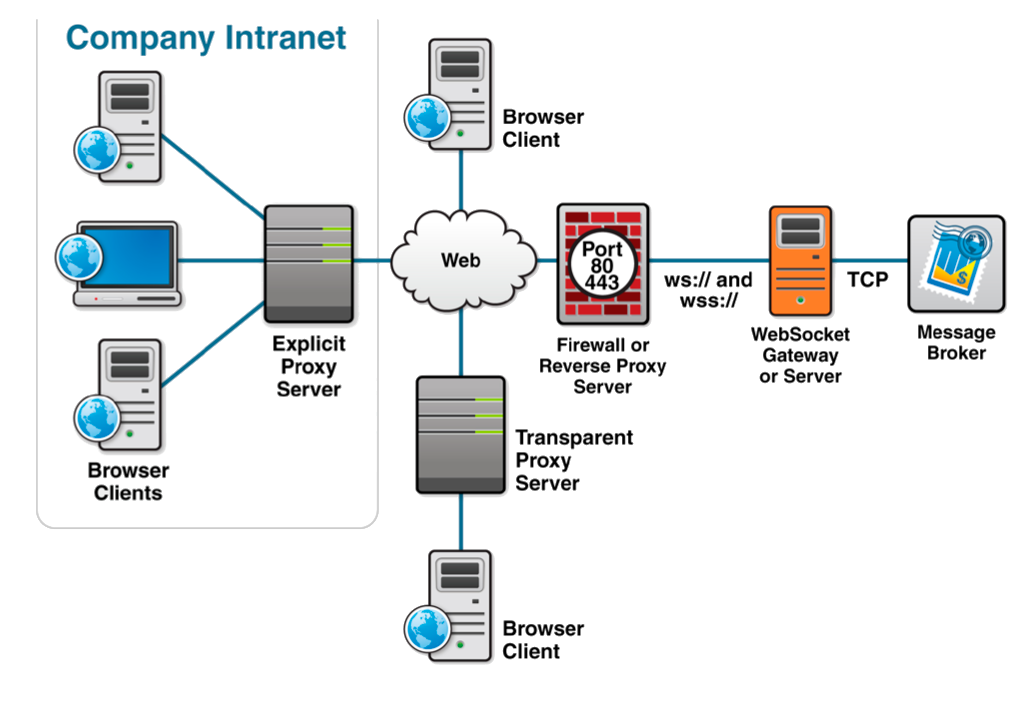 Company Intranet
Browser
Client
Web
Port
80
443
ws:// and
wss://
TCP
Explicit
Proxy
Server
Firewall or
Reverse Proxy
Server
WebSocket
Gateway
or Server
Message
Broker
Browser
Clients
Transparent
Proxy
Server
Browser
Client
$